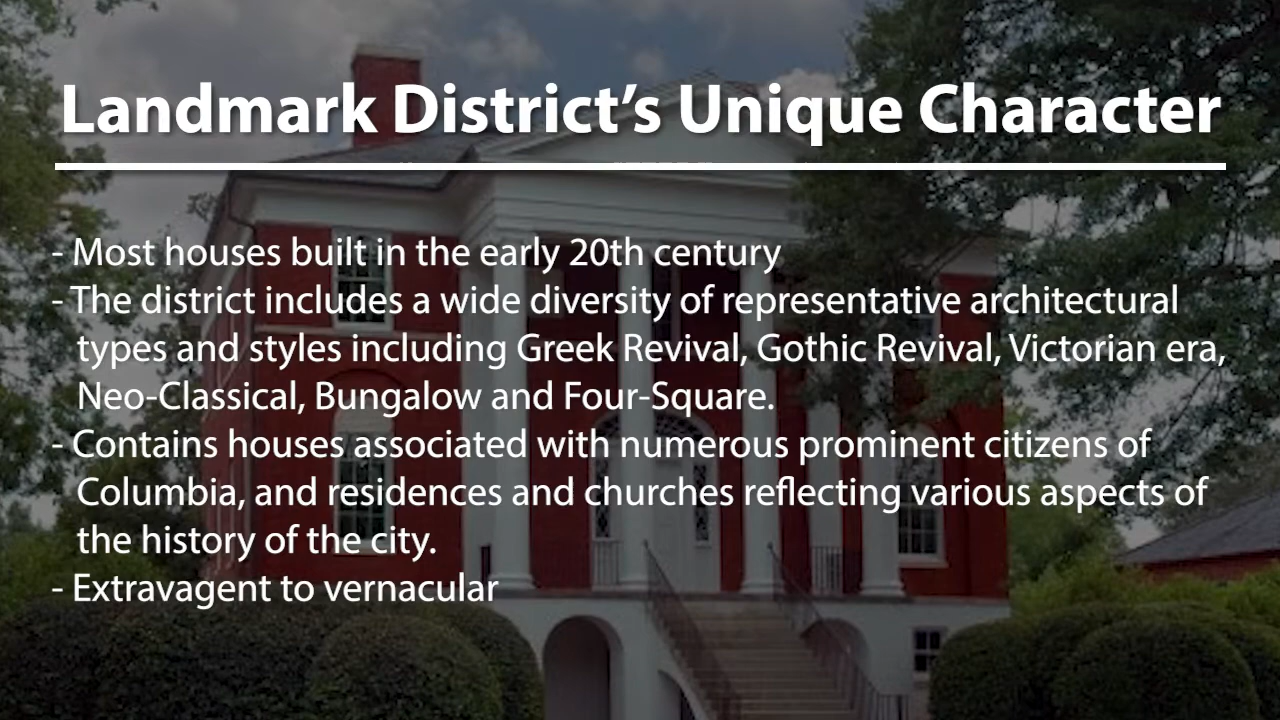 Landmark District’s Unique Character
- Most houses built in the early 20th century
- The district includes a wide diversity of representative architectural
types and styles including Greek Revival, Gothic Revival, Victorian era,
Neo-Classical, Bungalow and Four-Square.
- Contains houses associated with numerous prominent citizens of
Columbia, and residences and churches reflecting various aspects of
the history of the city.
- Extravagent to vernacular